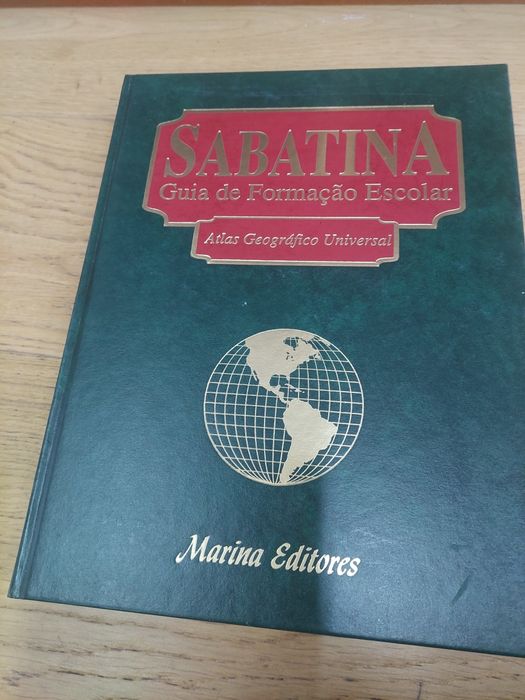 SABATINA
Guia de Formação Escolar
Atlas Geográfico Universal
Marina Editores